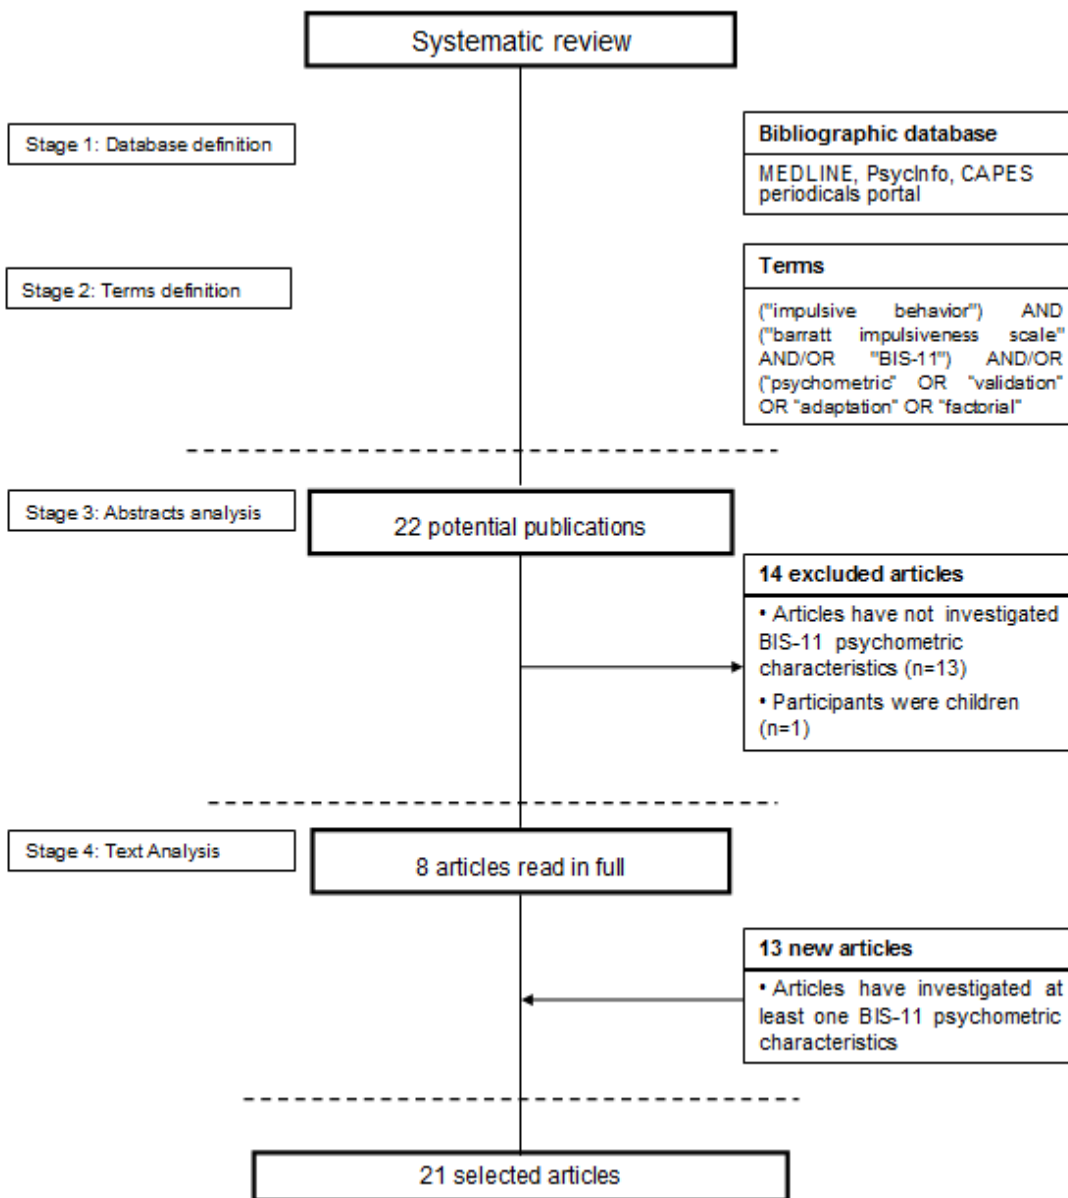 Systematic review
Stage 1: Database definition
Bibliographic database
MEDLINE, PsycInfo, CAPES
periodicals portal
Stage 2: Terms definition
Terms
("impulsive behavior") AND
("barratt impulsiveness scale"
AND/OR "BIS-11") AND/OR
("psychometric" OR "validation"
OR "adaptation" OR "factorial"
Stage 3: Abstracts analysis
22 potential publications
14 excluded articles
• Articles have not investigated
BIS-11 psychometric
characteristics (n=13)
• Participants were children
(n=1)
Stage 4: Text Analysis
8 articles read in full
13 new articles
• Articles have investigated at
least one BIS-11 psychometric
characteristics
21 selected articles